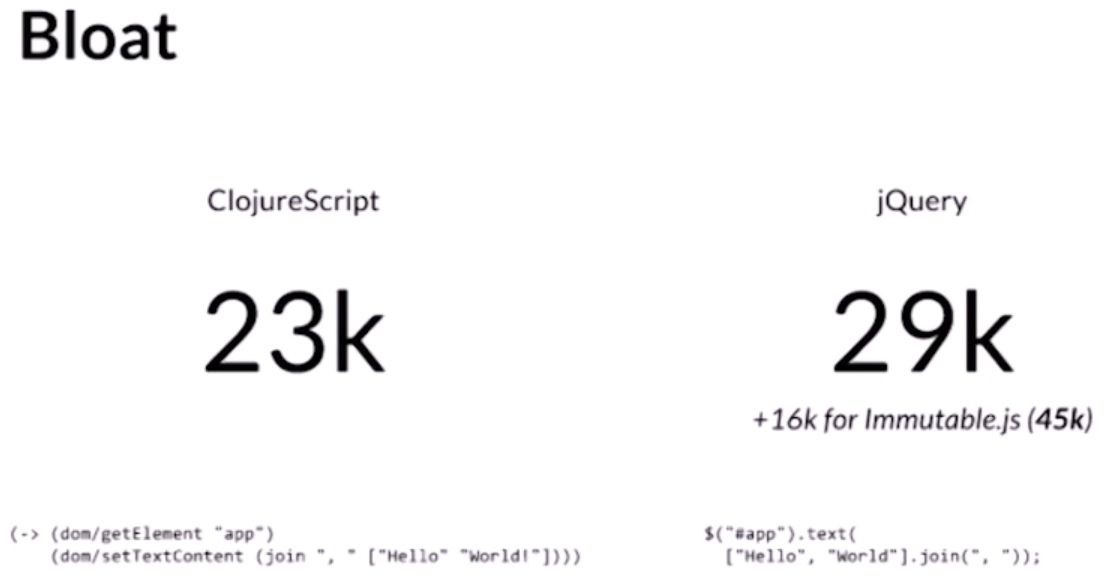 Bloat
ClojureScript
23k
(-> (dom/getElement "app")
(dom/setTextContent (join ", " ["Hello" "World!"])))
jQuery
29k
+16k for Immutable.js (45k)
$("#app").text(
["Hello", "World"].join(", "));